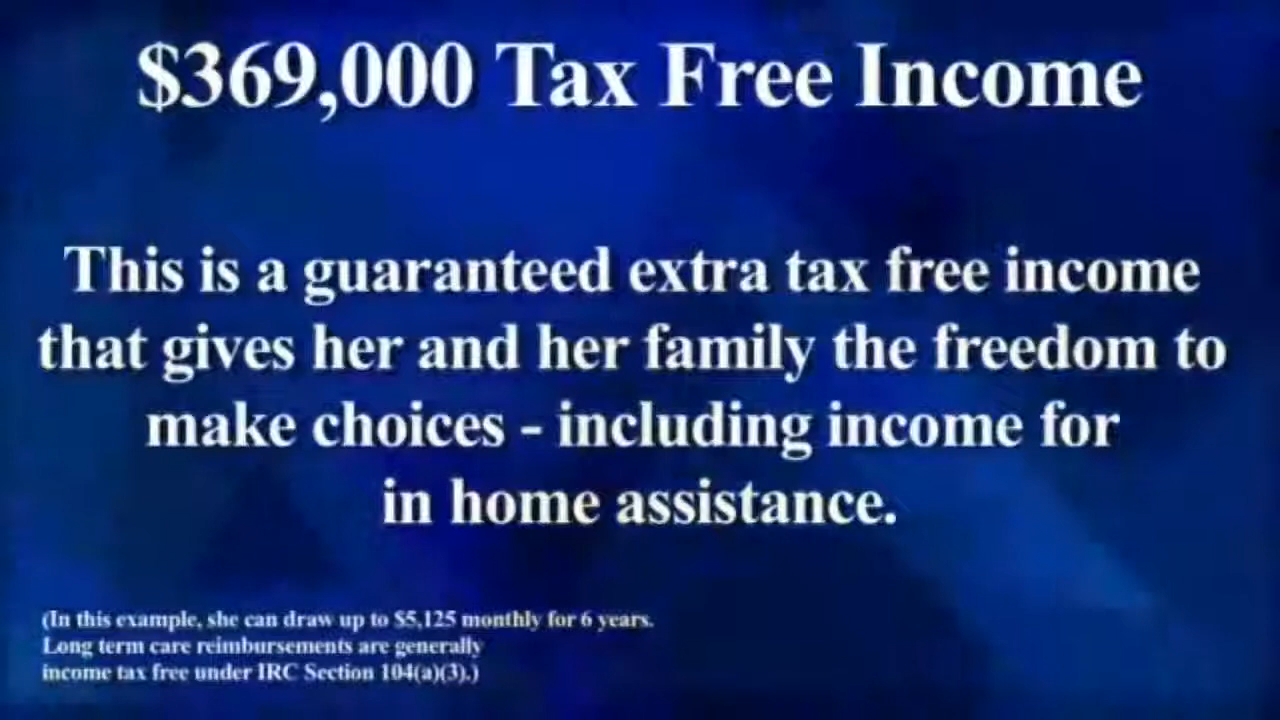 $369,000 Tax Free Income
This is a guaranteed extra tax free income
that gives her and her family the freedom to
make choices - including income for
in home assistance.
(In this example, she can draw up to $5,125 monthly for 6 years.
Long term care reimbursements are generally
income tax free under IRC Section 104(a)(3).)